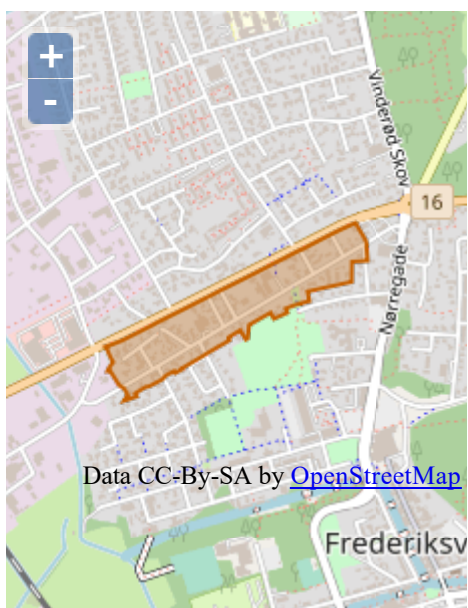 +
-
Vinderød Skov
16
Nørregade
Data CC-By-SA by OpenStreetMap
Frederiksv